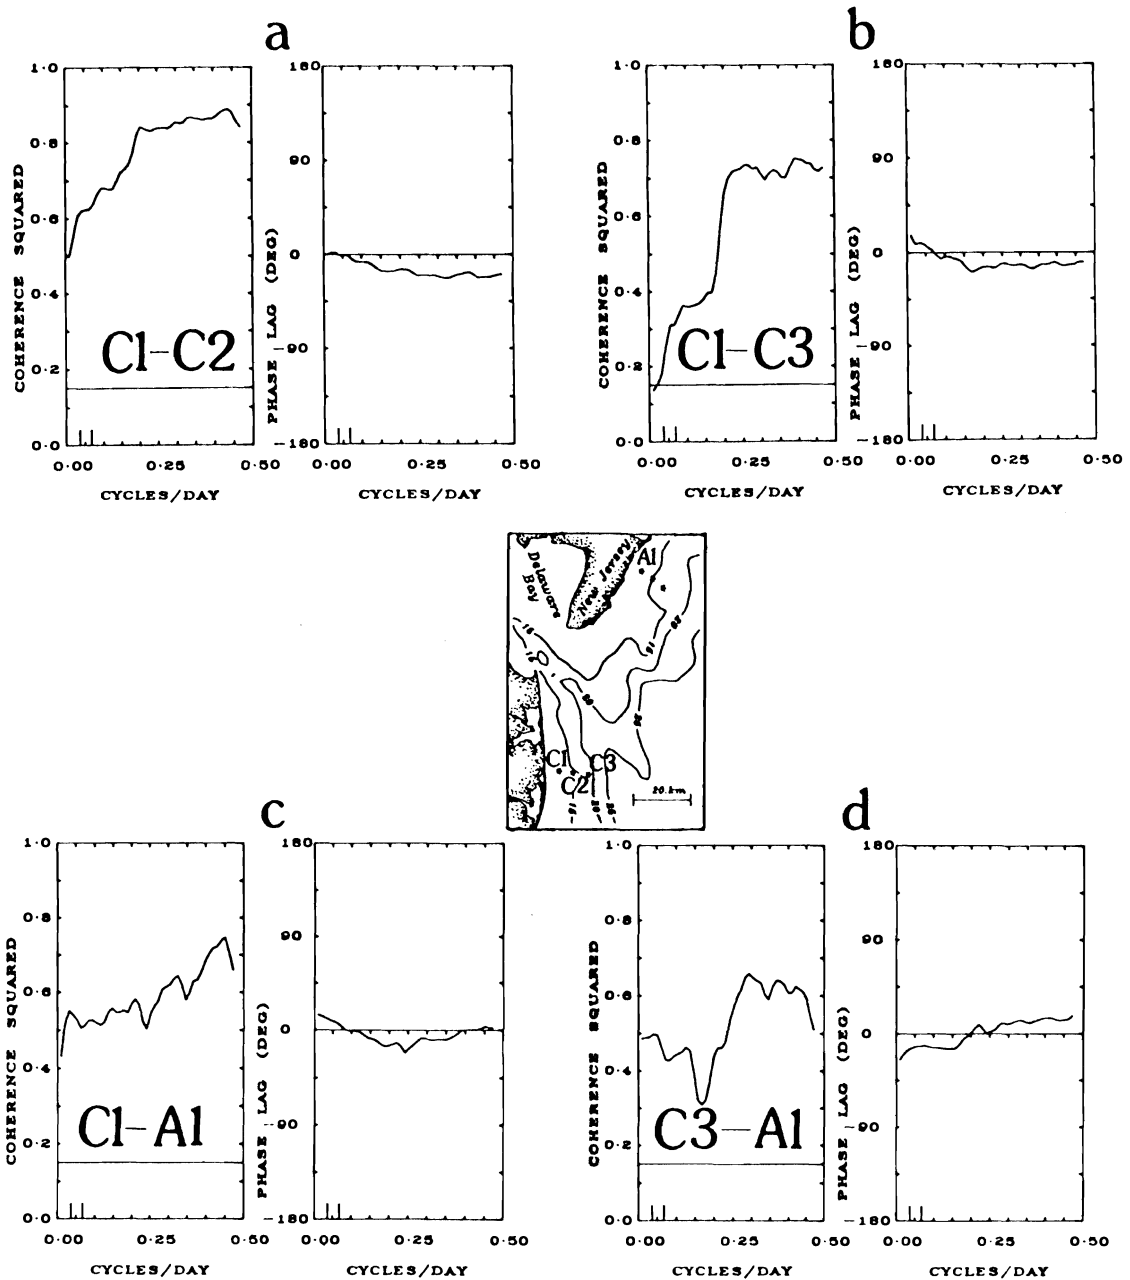 a
COHERENCE SQUARED
1.0
0.8
0.6
0.4
0.2
0.0
C1-C2
0.00 0.25 0.50
CYCLES/DAY
PHASE LAG (DEG)
180
90
0
-90
-180
0.00 0.25 0.50
CYCLES/DAY
b
COHERENCE SQUARED
1.0
0.8
0.6
0.4
0.2
0.0
C1-C3
0.00 0.25 0.50
CYCLES/DAY
PHASE LAG (DEG)
180
90
0
-90
-180
0.00 0.25 0.50
CYCLES/DAY
Delaware
Bay
New Jersey
A1
C1
C2
C3
20 km
c
COHERENCE SQUARED
1.0
0.8
0.6
0.4
0.2
0.0
C1-A1
0.00 0.25 0.50
CYCLES/DAY
PHASE LAG (DEG)
180
90
0
-90
-180
0.00 0.25 0.50
CYCLES/DAY
d
COHERENCE SQUARED
1.0
0.8
0.6
0.4
0.2
0.0
C3-A1
0.00 0.25 0.50
CYCLES/DAY
PHASE LAG (DEG)
180
90
0
-90
-180
0.00 0.25 0.50
CYCLES/DAY